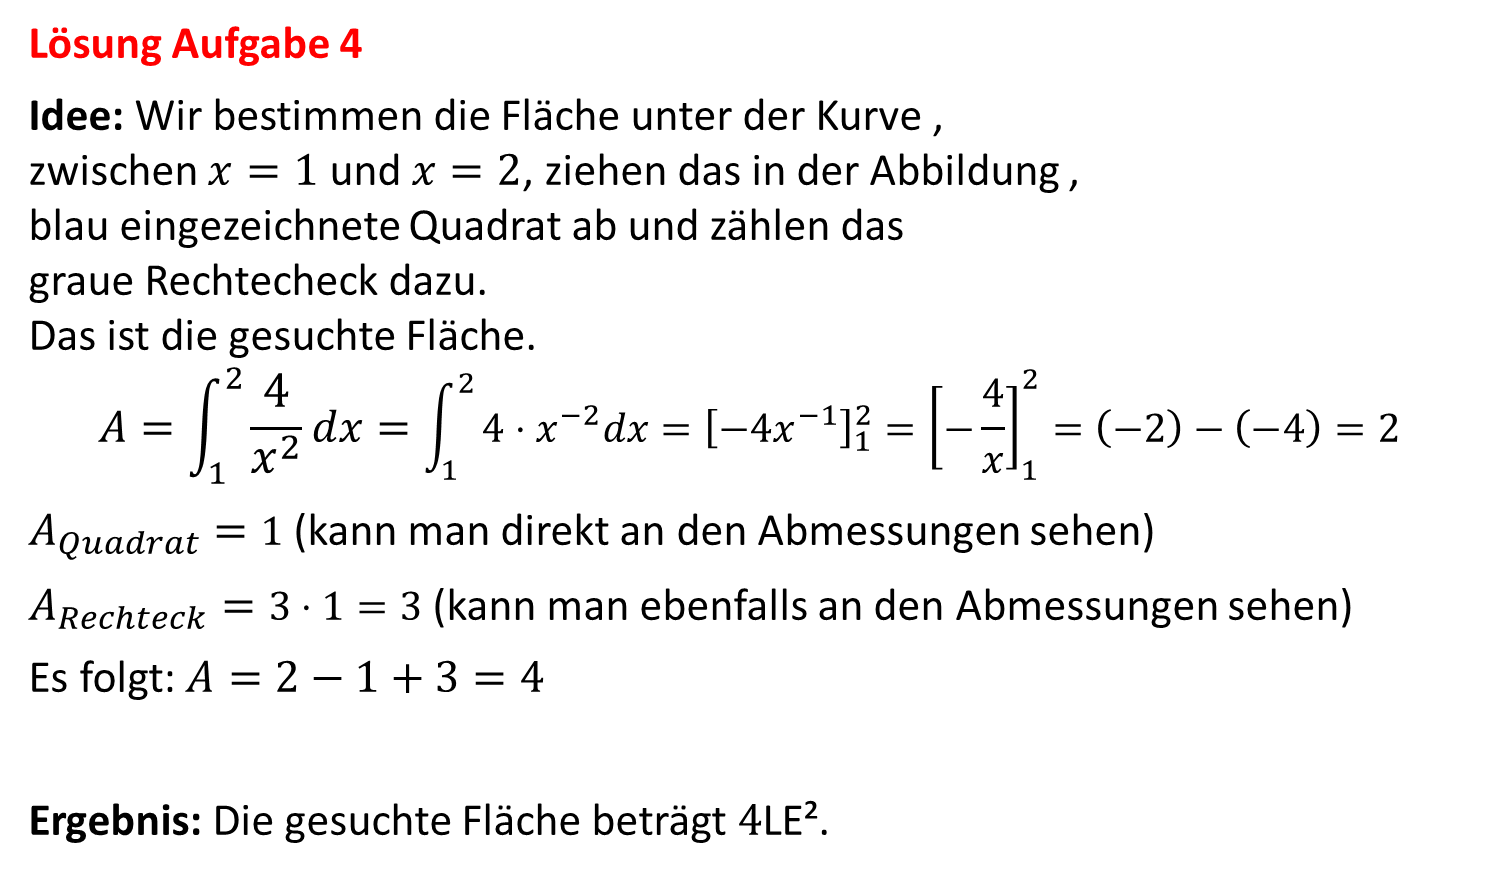 Lösung Aufgabe 4
Idee: Wir bestimmen die Fläche unter der Kurve ,
zwischen x = 1 und x = 2, ziehen das in der Abbildung ,
blau eingezeichnete Quadrat ab und zählen das
graue Rechtecheck dazu.
Das ist die gesuchte Fläche.
A = ∫₁² 4/x² dx = ∫₁² 4 · x⁻² dx = [−4x⁻¹]₁² = [−4/x]₁² = (−2) − (−4) = 2
A_Quadrat = 1 (kann man direkt an den Abmessungen sehen)
A_Rechteck = 3 · 1 = 3 (kann man ebenfalls an den Abmessungen sehen)
Es folgt: A = 2 − 1 + 3 = 4
Ergebnis: Die gesuchte Fläche beträgt 4LE².